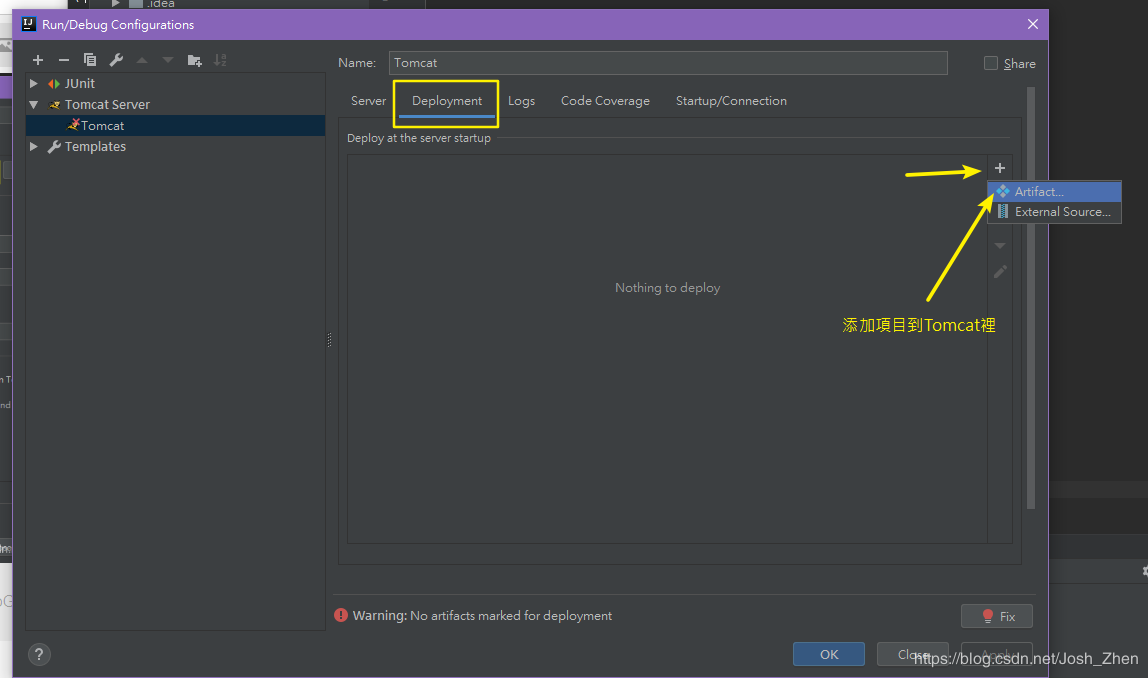 .idea
Run/Debug Configurations
Name: Tomcat
Share
JUnit
Tomcat Server
Tomcat
Templates
Server Deployment Logs Code Coverage Startup/Connection
Deploy at the server startup
Artifact...
External Source...
Nothing to deploy
添加項目到Tomcat裡
Warning: No artifacts marked for deployment
Fix
?
OK
Close
Apply
https://blog.csdn.net/Josh_Zhen